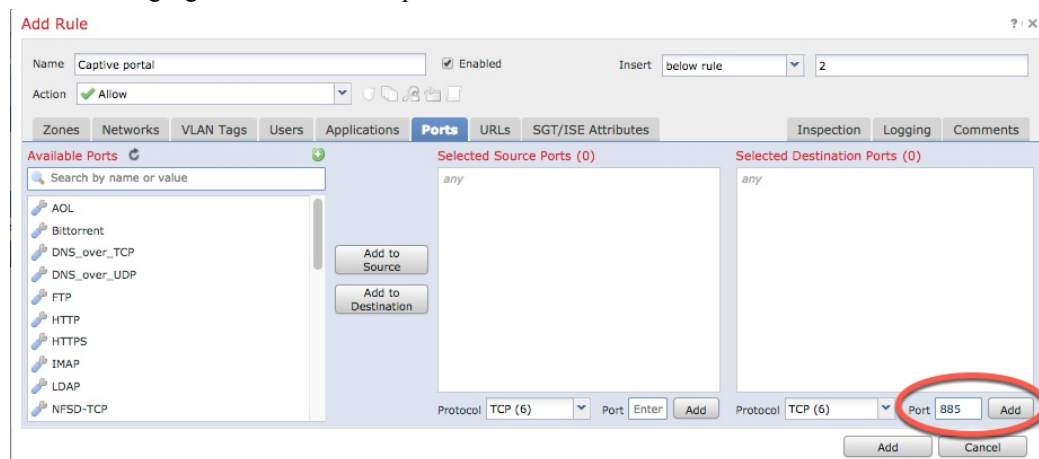 Add Rule
?
Name Captive portal Enabled Insert below rule 2
Action Allow
Zones Networks VLAN Tags Users Applications Ports URLs SGT/ISE Attributes Inspection Logging Comments
Available Ports Selected Source Ports (0) Selected Destination Ports (0)
Search by name or value any any
AOL
Bittorrent
DNS_over_TCP
DNS_over_UDP
FTP
HTTP
HTTPS
IMAP
LDAP
NFSD-TCP
Add to
Source
Add to
Destination
Protocol TCP (6) Port Enter Add Protocol TCP (6) Port 885 Add
Add Cancel